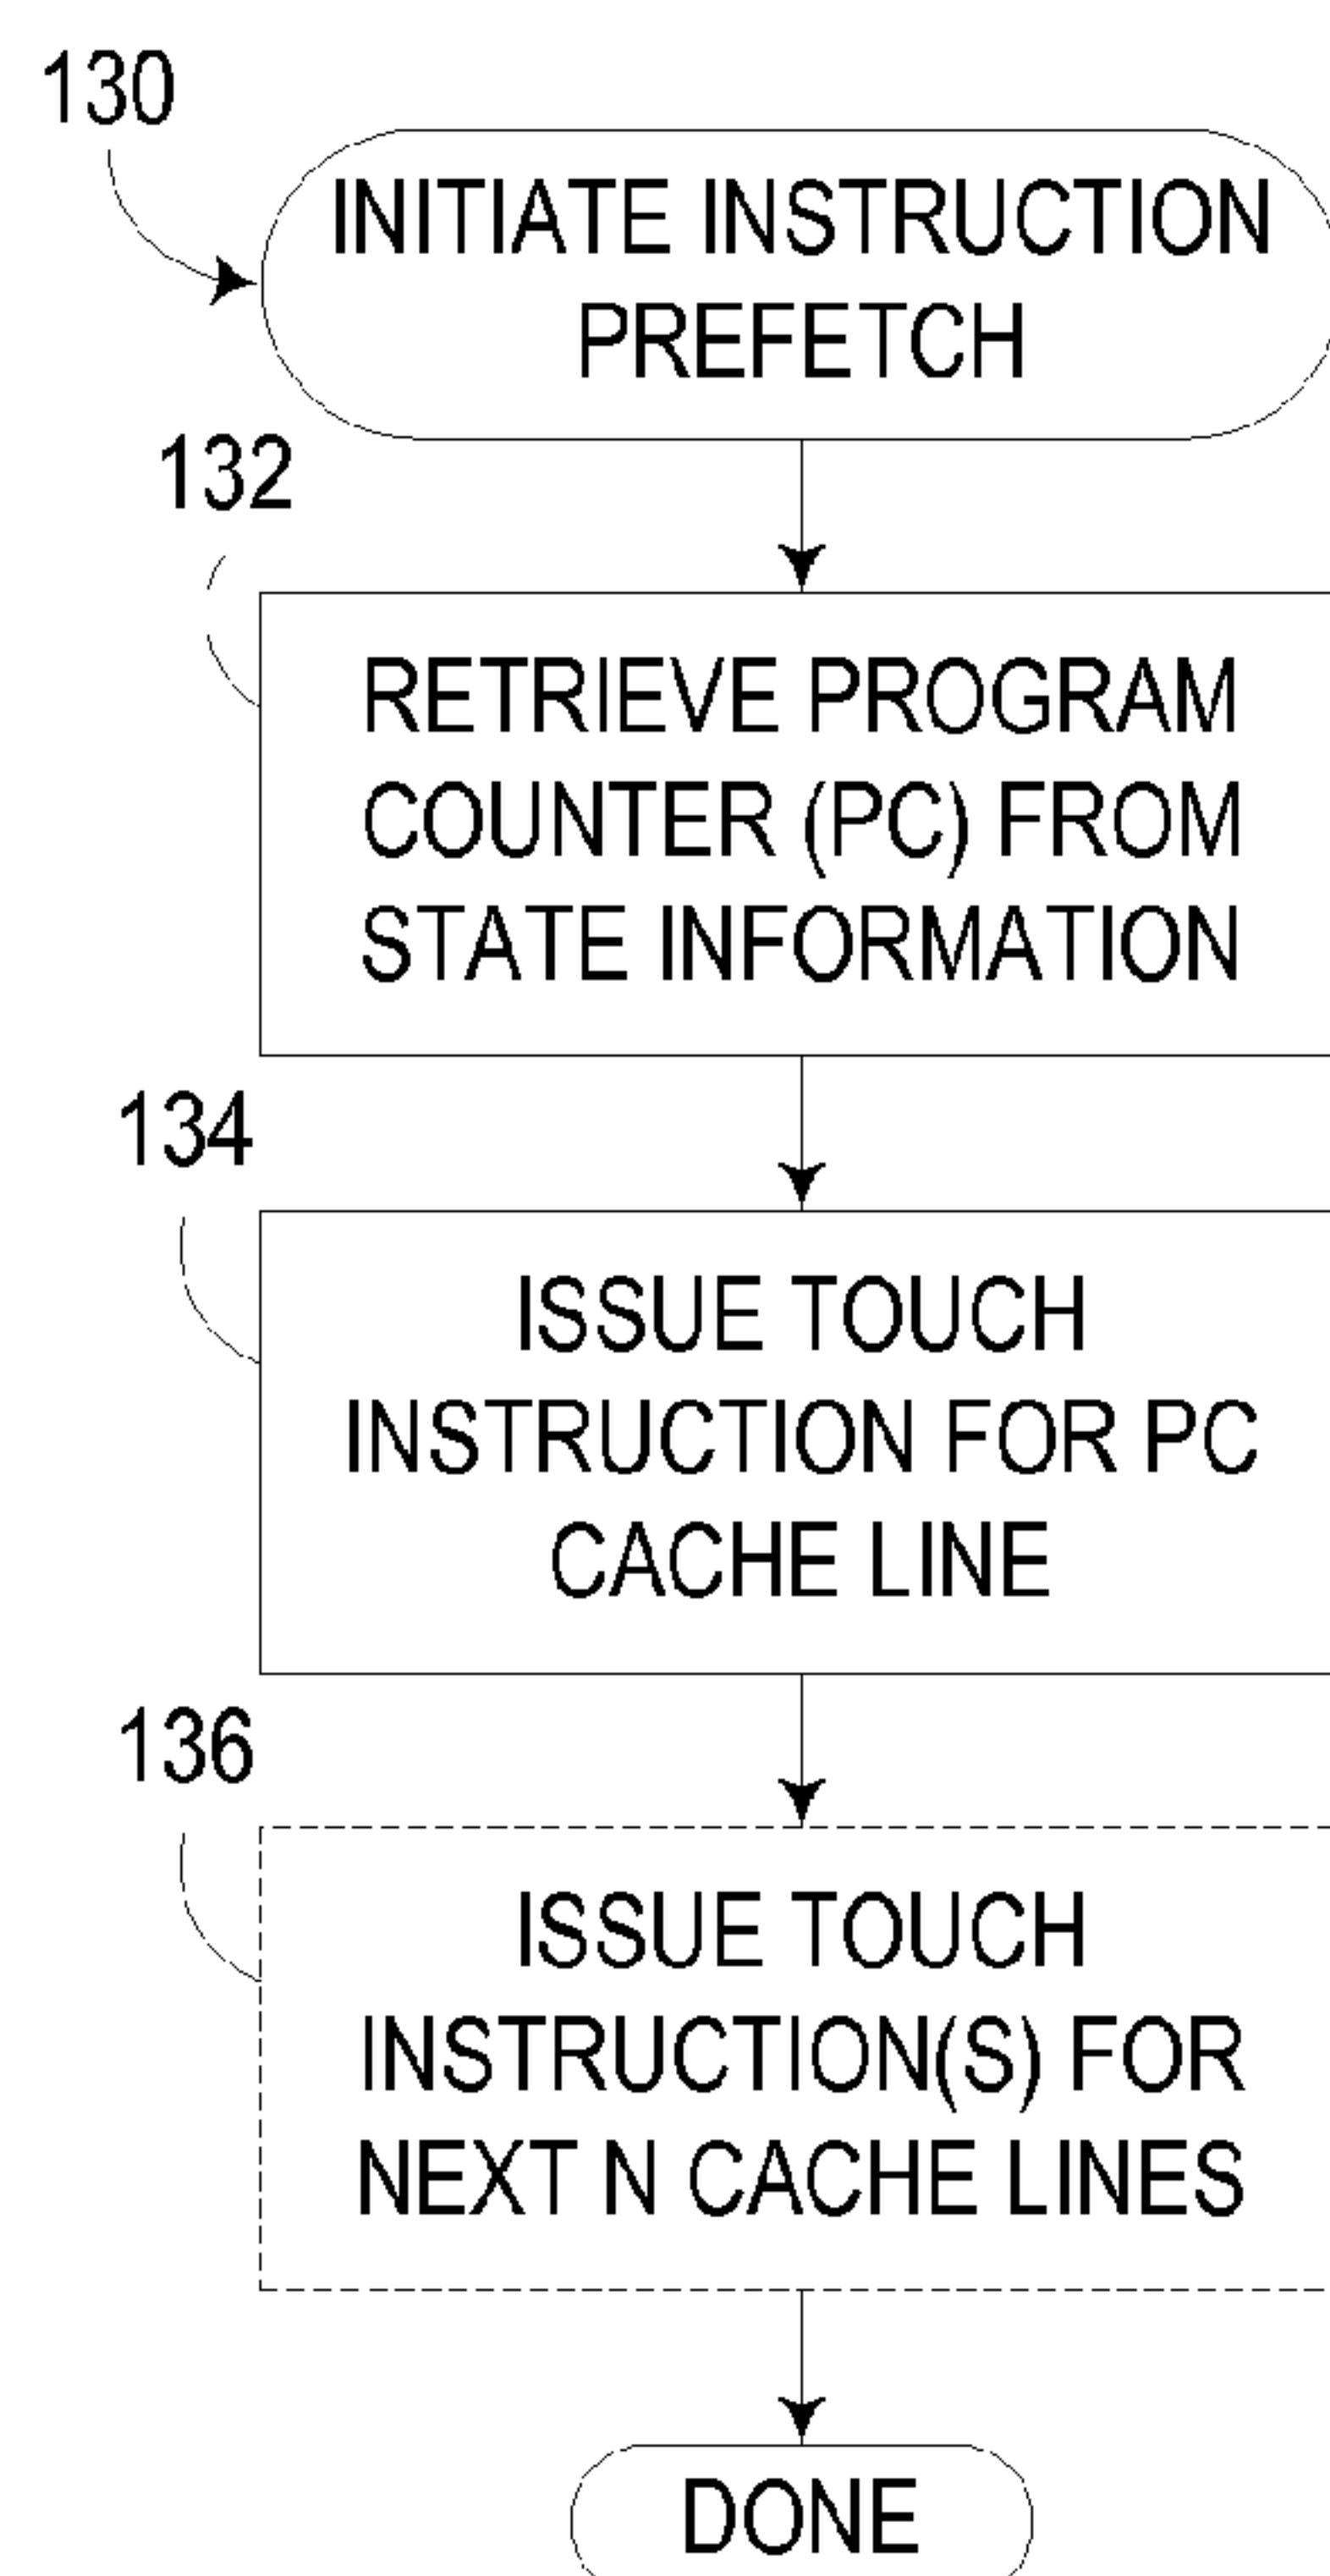 130
INITIATE INSTRUCTION
PREFETCH
132
RETRIEVE PROGRAM
COUNTER (PC) FROM
STATE INFORMATION
134
ISSUE TOUCH
INSTRUCTION FOR PC
CACHE LINE
136
ISSUE TOUCH
INSTRUCTION(S) FOR
NEXT N CACHE LINES
DONE